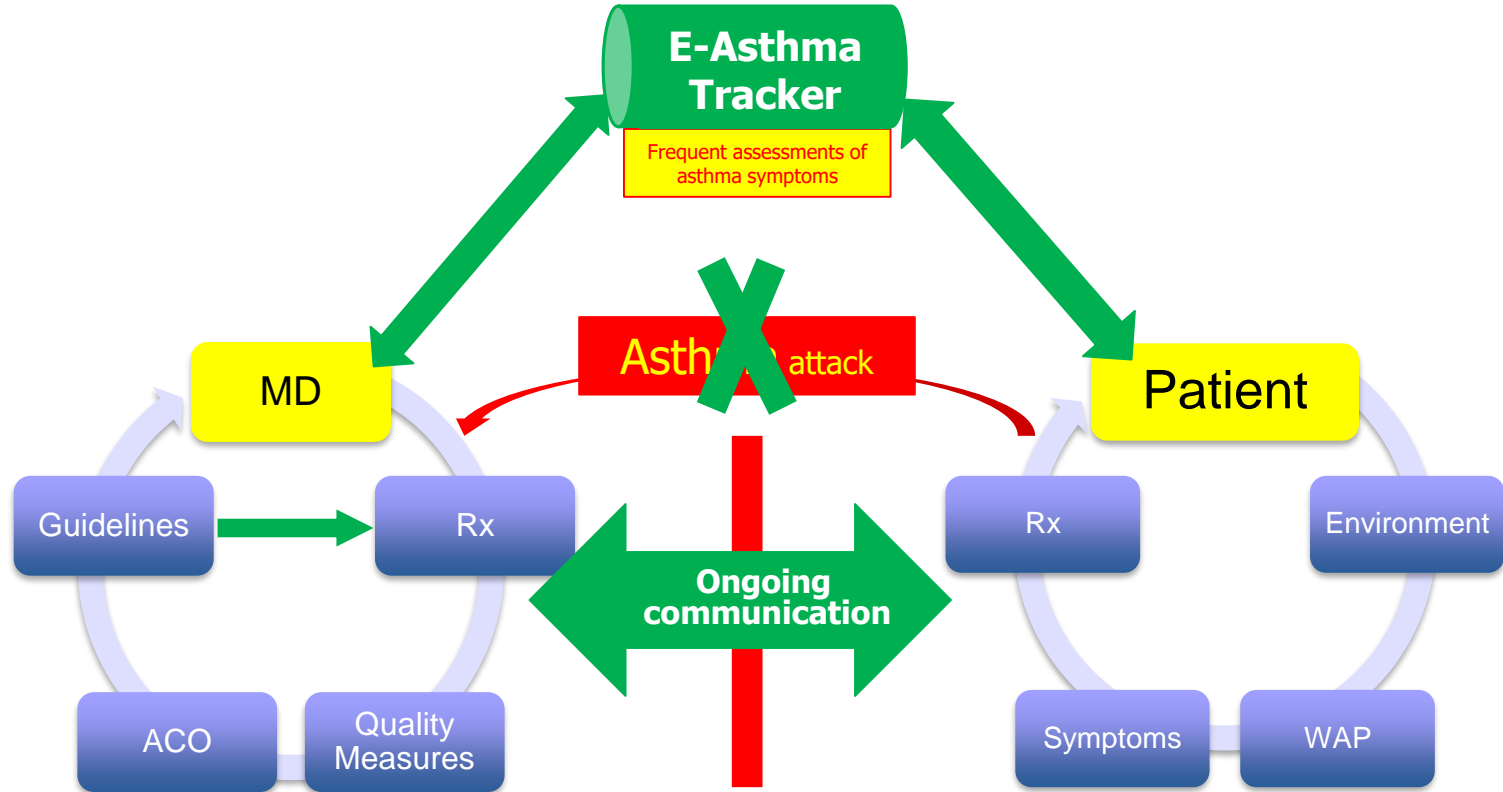 E-Asthma
Tracker
Frequent assessments of
asthma symptoms
Asthma attack
MD
Patient
Guidelines
Rx
Rx
Environment
Ongoing
communication
ACO
Quality
Measures
Symptoms
WAP